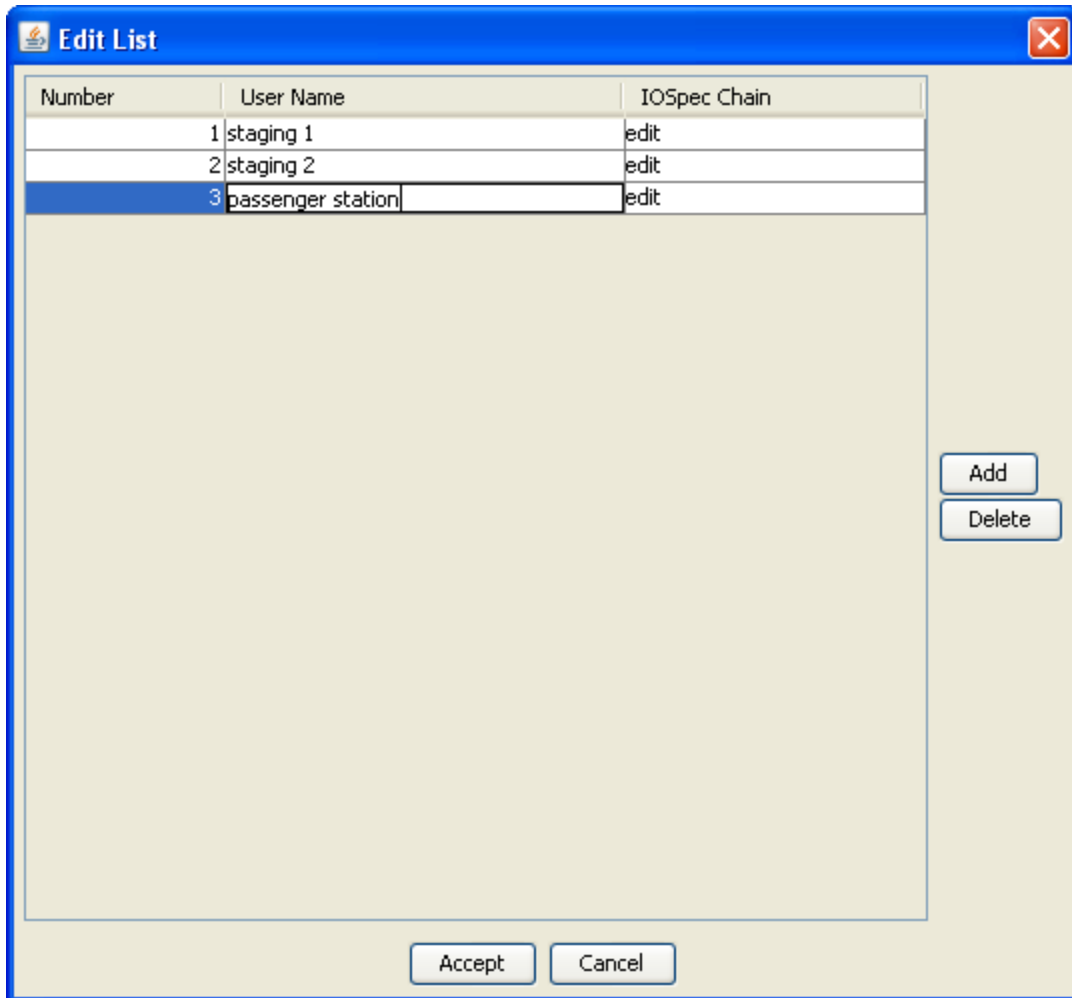 Edit List
Number User Name IOSpec Chain
1 staging 1 edit
2 staging 2 edit
3 passenger station edit
Add
Delete
Accept Cancel